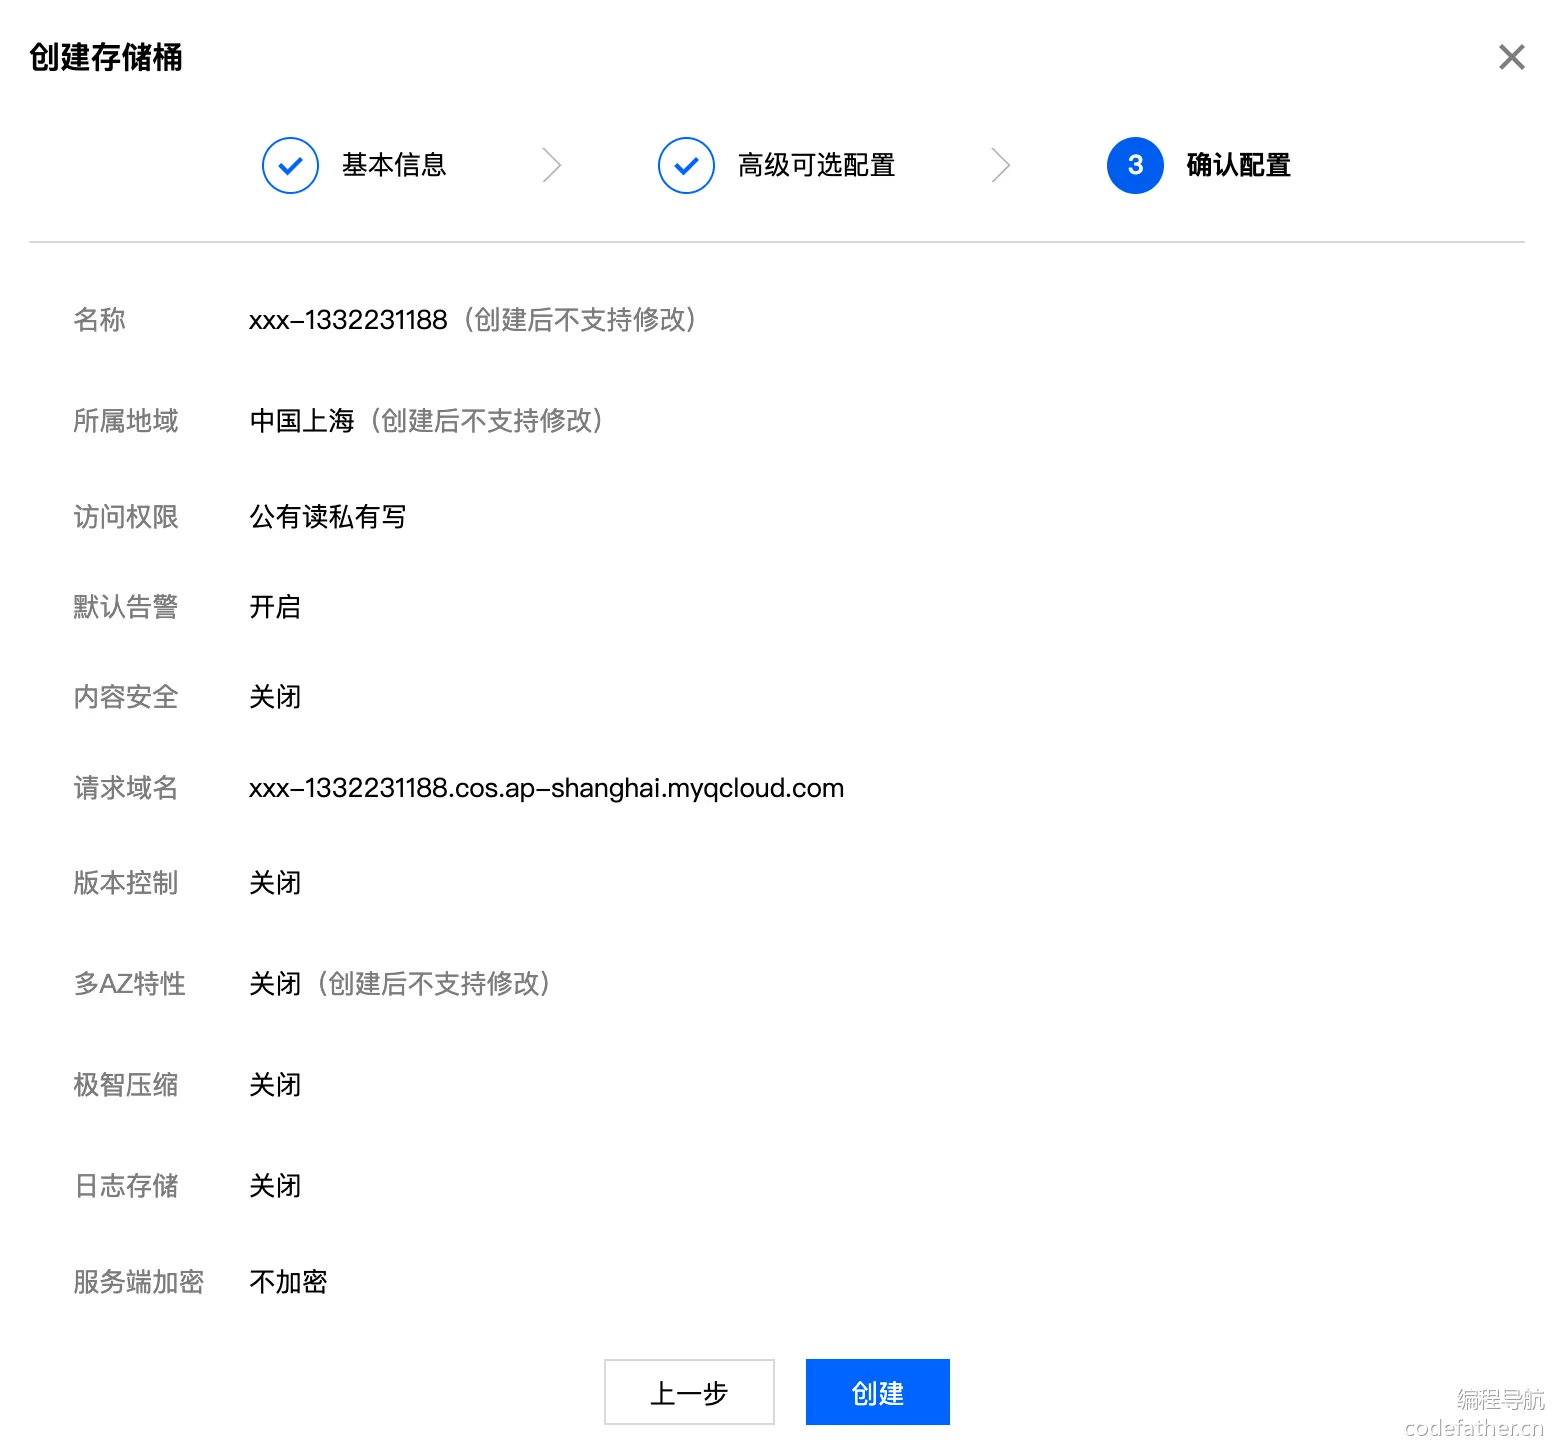 创建存储桶
基本信息
高级可选配置
3 确认配置
名称 xxx-1332231188（创建后不支持修改）
所属地域 中国上海（创建后不支持修改）
访问权限 公有读私有写
默认告警 开启
内容安全 关闭
请求域名 xxx-1332231188.cos.ap-shanghai.myqcloud.com
版本控制 关闭
多AZ特性 关闭（创建后不支持修改）
极智压缩 关闭
日志存储 关闭
服务端加密 不加密
上一步 创建
编程导航
codefather.cn